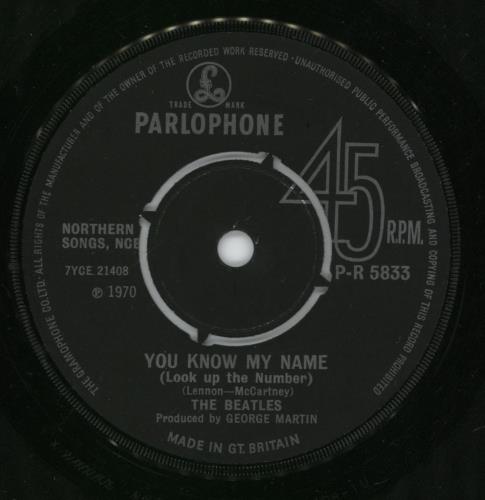 THE GRAMOPHONE CO. LTD. · ALL RIGHTS OF THE MANUFACTURER AND OF THE OWNER OF THE RECORDED WORK RESERVED · UNAUTHORISED PUBLIC PERFORMANCE BROADCASTING AND COPYING OF THIS RECORD PROHIBITED
£
TRADE MARK
PARLOPHONE
45
R.P.M.
NORTHERN
SONGS, NCB
7YCE. 21408
P-R 5833
℗ 1970
YOU KNOW MY NAME
(Look up the Number)
(Lennon—McCartney)
THE BEATLES
Produced by GEORGE MARTIN
MADE IN GT. BRITAIN